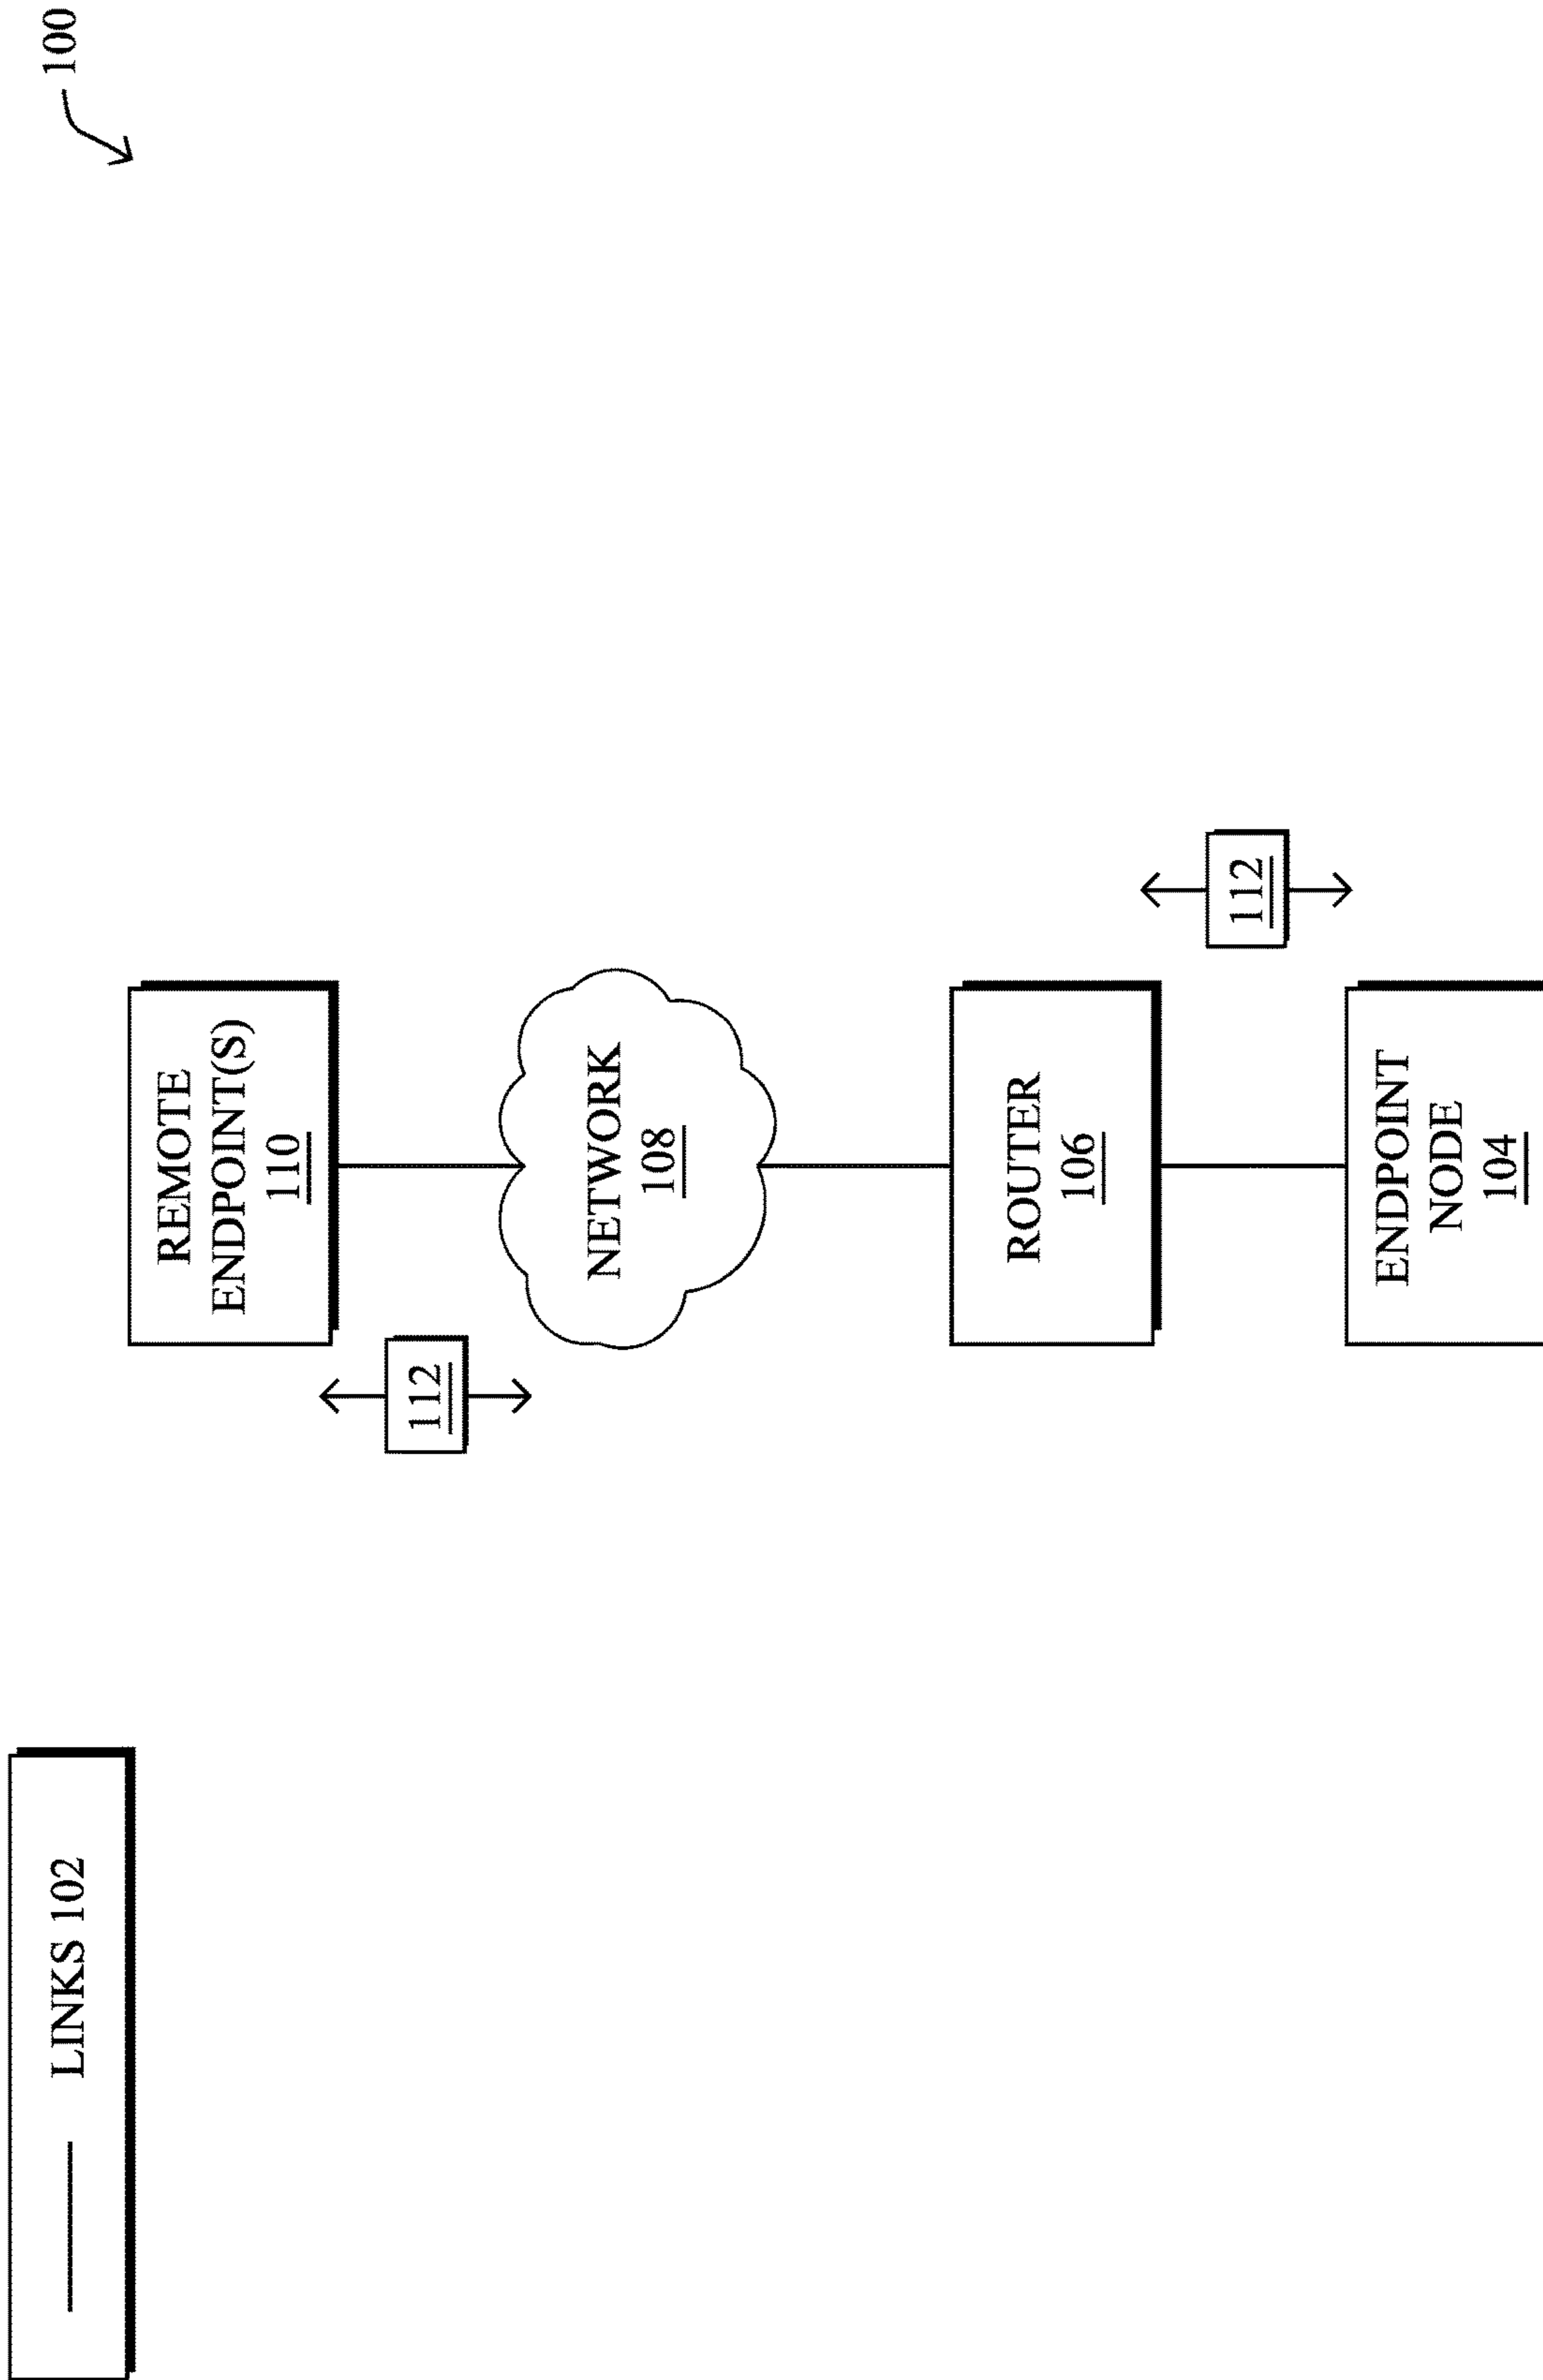 LINKS 102
100
REMOTE
ENDPOINT(S)
110
112
NETWORK
108
ROUTER
106
112
ENDPOINT
NODE
104